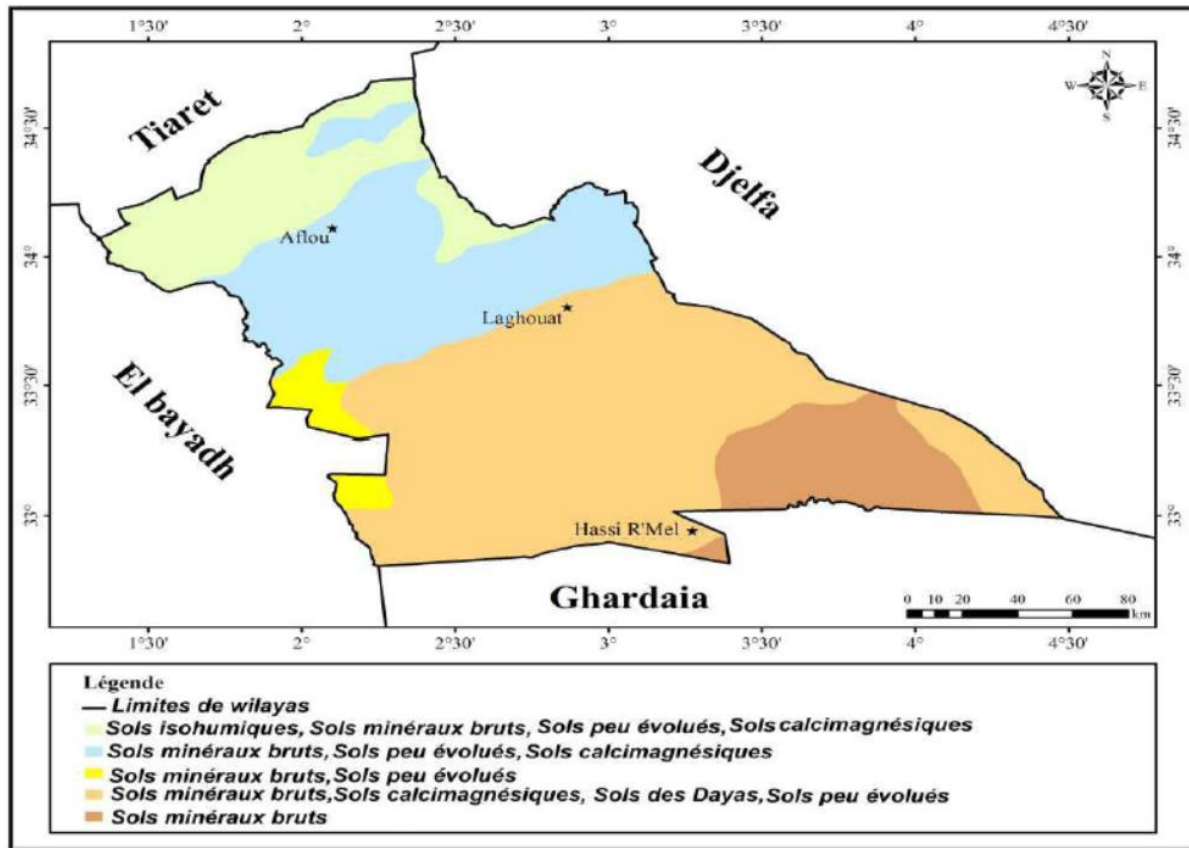 1°30' 2° 2°30' 3° 3°30' 4° 4°30'
N
W E
S
34°30' 34°30'
Tiaret
Djelfa
Aflou
34° 34°
Laghouat
33°30' 33°30'
El bayadh
33° 33°
Hassi R'Mel
Ghardaia
0 10 20 40 60 80
km
1°30' 2° 2°30' 3° 3°30' 4° 4°30'
Légende
Limites de wilayas
Sols isohumiques, Sols minéraux bruts, Sols peu évolués, Sols calcimagnésiques
Sols minéraux bruts, Sols peu évolués, Sols calcimagnésiques
Sols minéraux bruts, Sols peu évolués
Sols minéraux bruts, Sols calcimagnésiques, Sols des Dayas, Sols peu évolués
Sols minéraux bruts